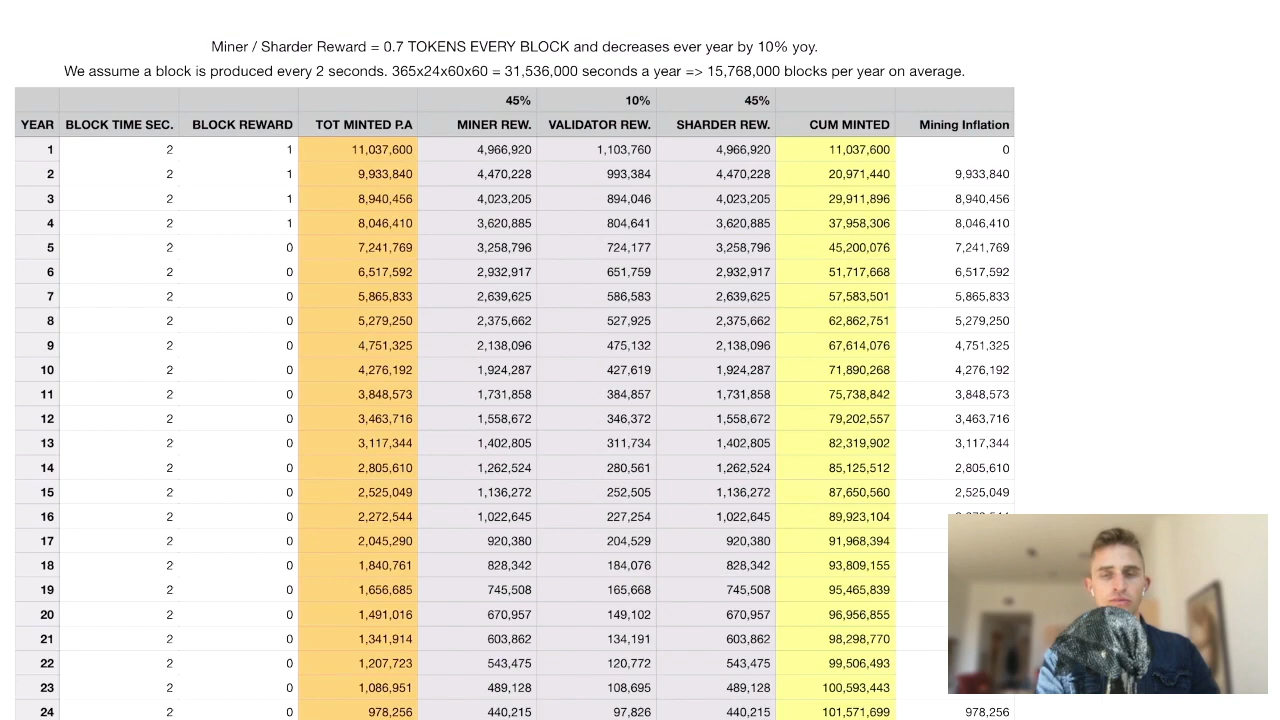 Miner / Sharder Reward = 0.7 TOKENS EVERY BLOCK and decreases ever year by 10% yoy.
We assume a block is produced every 2 seconds. 365x24x60x60 = 31,536,000 seconds a year => 15,768,000 blocks per year on average.
45% 10% 45%
YEAR BLOCK TIME SEC. BLOCK REWARD TOT MINTED P.A MINER REW. VALIDATOR REW. SHARDER REW. CUM MINTED Mining Inflation
1 2 1 11,037,600 4,966,920 1,103,760 4,966,920 11,037,600 0
2 2 1 9,933,840 4,470,228 993,384 4,470,228 20,971,440 9,933,840
3 2 1 8,940,456 4,023,205 894,046 4,023,205 29,911,896 8,940,456
4 2 1 8,046,410 3,620,885 804,641 3,620,885 37,958,306 8,046,410
5 2 0 7,241,769 3,258,796 724,177 3,258,796 45,200,076 7,241,769
6 2 0 6,517,592 2,932,917 651,759 2,932,917 51,717,668 6,517,592
7 2 0 5,865,833 2,639,625 586,583 2,639,625 57,583,501 5,865,833
8 2 0 5,279,250 2,375,662 527,925 2,375,662 62,862,751 5,279,250
9 2 0 4,751,325 2,138,096 475,132 2,138,096 67,614,076 4,751,325
10 2 0 4,276,192 1,924,287 427,619 1,924,287 71,890,268 4,276,192
11 2 0 3,848,573 1,731,858 384,857 1,731,858 75,738,842 3,848,573
12 2 0 3,463,716 1,558,672 346,372 1,558,672 79,202,557 3,463,716
13 2 0 3,117,344 1,402,805 311,734 1,402,805 82,319,902 3,117,344
14 2 0 2,805,610 1,262,524 280,561 1,262,524 85,125,512 2,805,610
15 2 0 2,525,049 1,136,272 252,505 1,136,272 87,650,560 2,525,049
16 2 0 2,272,544 1,022,645 227,254 1,022,645 89,923,104
17 2 0 2,045,290 920,380 204,529 920,380 91,968,394
18 2 0 1,840,761 828,342 184,076 828,342 93,809,155
19 2 0 1,656,685 745,508 165,668 745,508 95,465,839
20 2 0 1,491,016 670,957 149,102 670,957 96,956,855
21 2 0 1,341,914 603,862 134,191 603,862 98,298,770
22 2 0 1,207,723 543,475 120,772 543,475 99,506,493
23 2 0 1,086,951 489,128 108,695 489,128 100,593,443
24 2 0 978,256 440,215 97,826 440,215 101,571,699 978,256